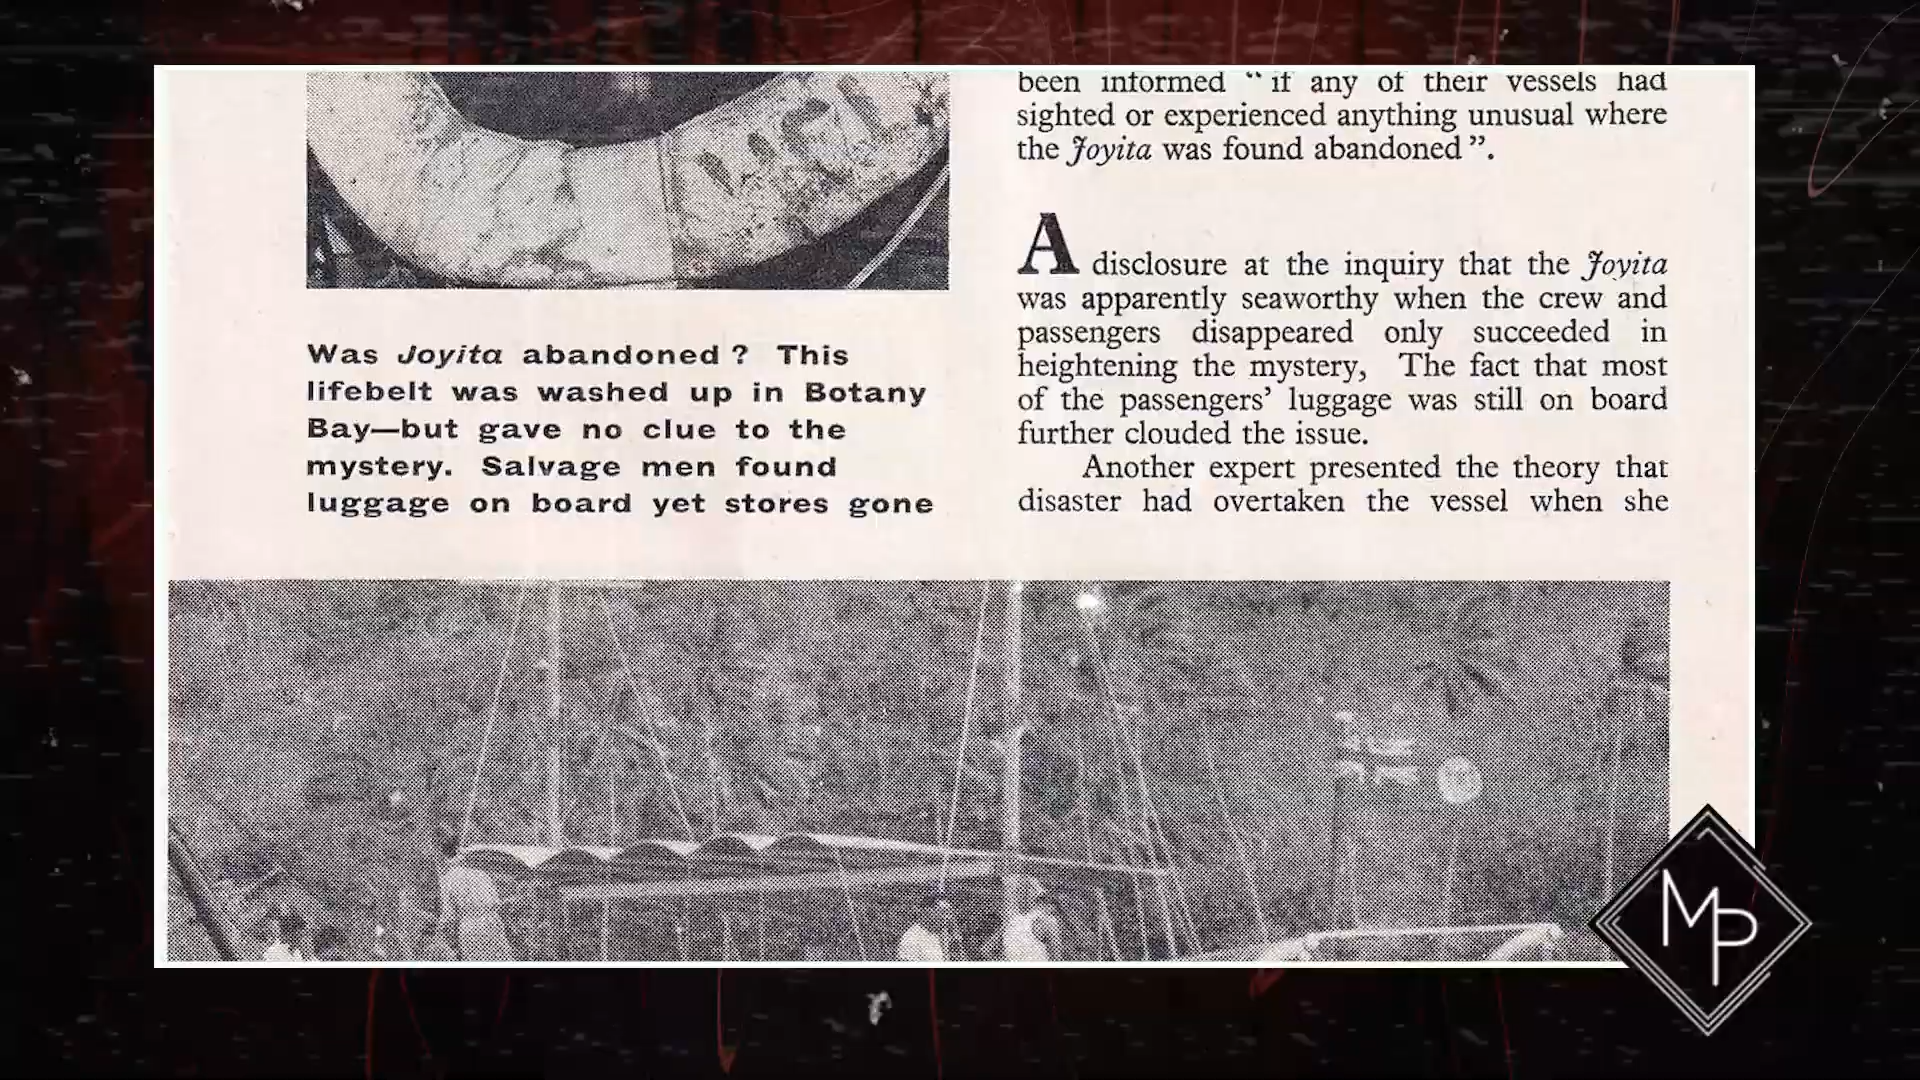 been informed “ if any of their vessels had
sighted or experienced anything unusual where
the Joyita was found abandoned ”.
A disclosure at the inquiry that the Joyita
was apparently seaworthy when the crew and
passengers disappeared only succeeded in
heightening the mystery, The fact that most
of the passengers’ luggage was still on board
further clouded the issue.
Another expert presented the theory that
disaster had overtaken the vessel when she
Was Joyita abandoned ? This
lifebelt was washed up in Botany
Bay—but gave no clue to the
mystery. Salvage men found
luggage on board yet stores gone
MP